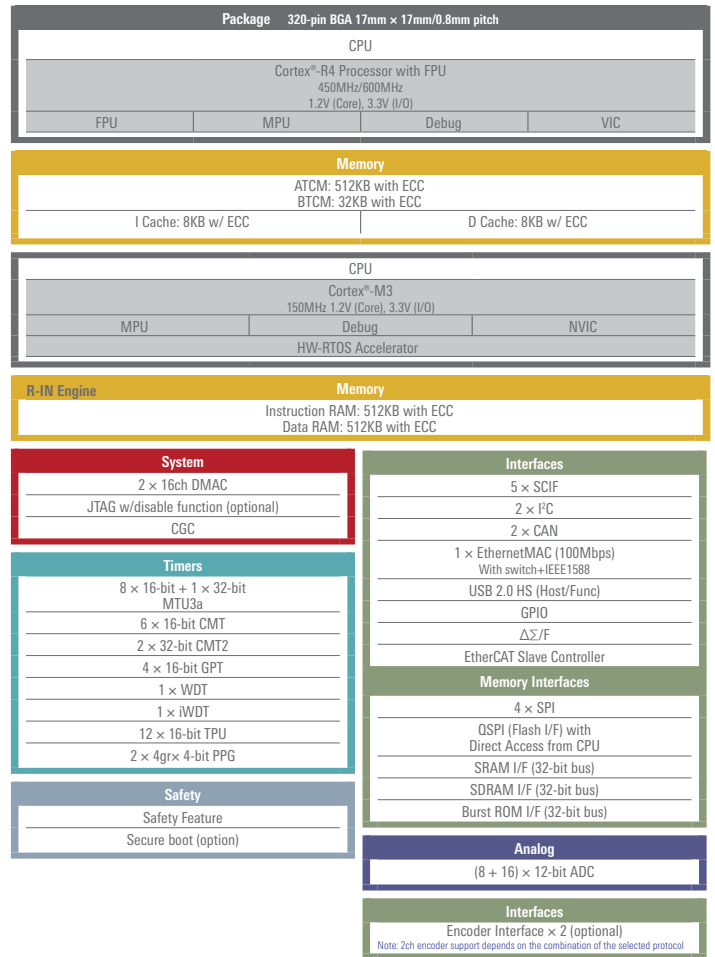 Package 320-pin BGA 17mm × 17mm/0.8mm pitch
CPU
Cortex®-R4 Processor with FPU
450MHz/600MHz
1.2V (Core), 3.3V (I/O)
FPU MPU Debug VIC
Memory
ATCM: 512KB with ECC
BTCM: 32KB with ECC
I Cache: 8KB w/ ECC D Cache: 8KB w/ ECC
CPU
Cortex®-M3
150MHz 1.2V (Core), 3.3V (I/O)
MPU Debug NVIC
HW-RTOS Accelerator
R-IN Engine Memory
Instruction RAM: 512KB with ECC
Data RAM: 512KB with ECC
System
2 × 16ch DMAC
JTAG w/disable function (optional)
CGC
Timers
8 × 16-bit + 1 × 32-bit
MTU3a
6 × 16-bit CMT
2 × 32-bit CMT2
4 × 16-bit GPT
1 × WDT
1 × iWDT
12 × 16-bit TPU
2 × 4gr× 4-bit PPG
Safety
Safety Feature
Secure boot (option)
Interfaces
5 × SCIF
2 × I²C
2 × CAN
1 × EthernetMAC (100Mbps)
With switch+IEEE1588
USB 2.0 HS (Host/Func)
GPIO
ΔΣ/F
EtherCAT Slave Controller
Memory Interfaces
4 × SPI
QSPI (Flash I/F) with
Direct Access from CPU
SRAM I/F (32-bit bus)
SDRAM I/F (32-bit bus)
Burst ROM I/F (32-bit bus)
Analog
(8 + 16) × 12-bit ADC
Interfaces
Encoder Interface × 2 (optional)
Note: 2ch encoder support depends on the combination of the selected protocol